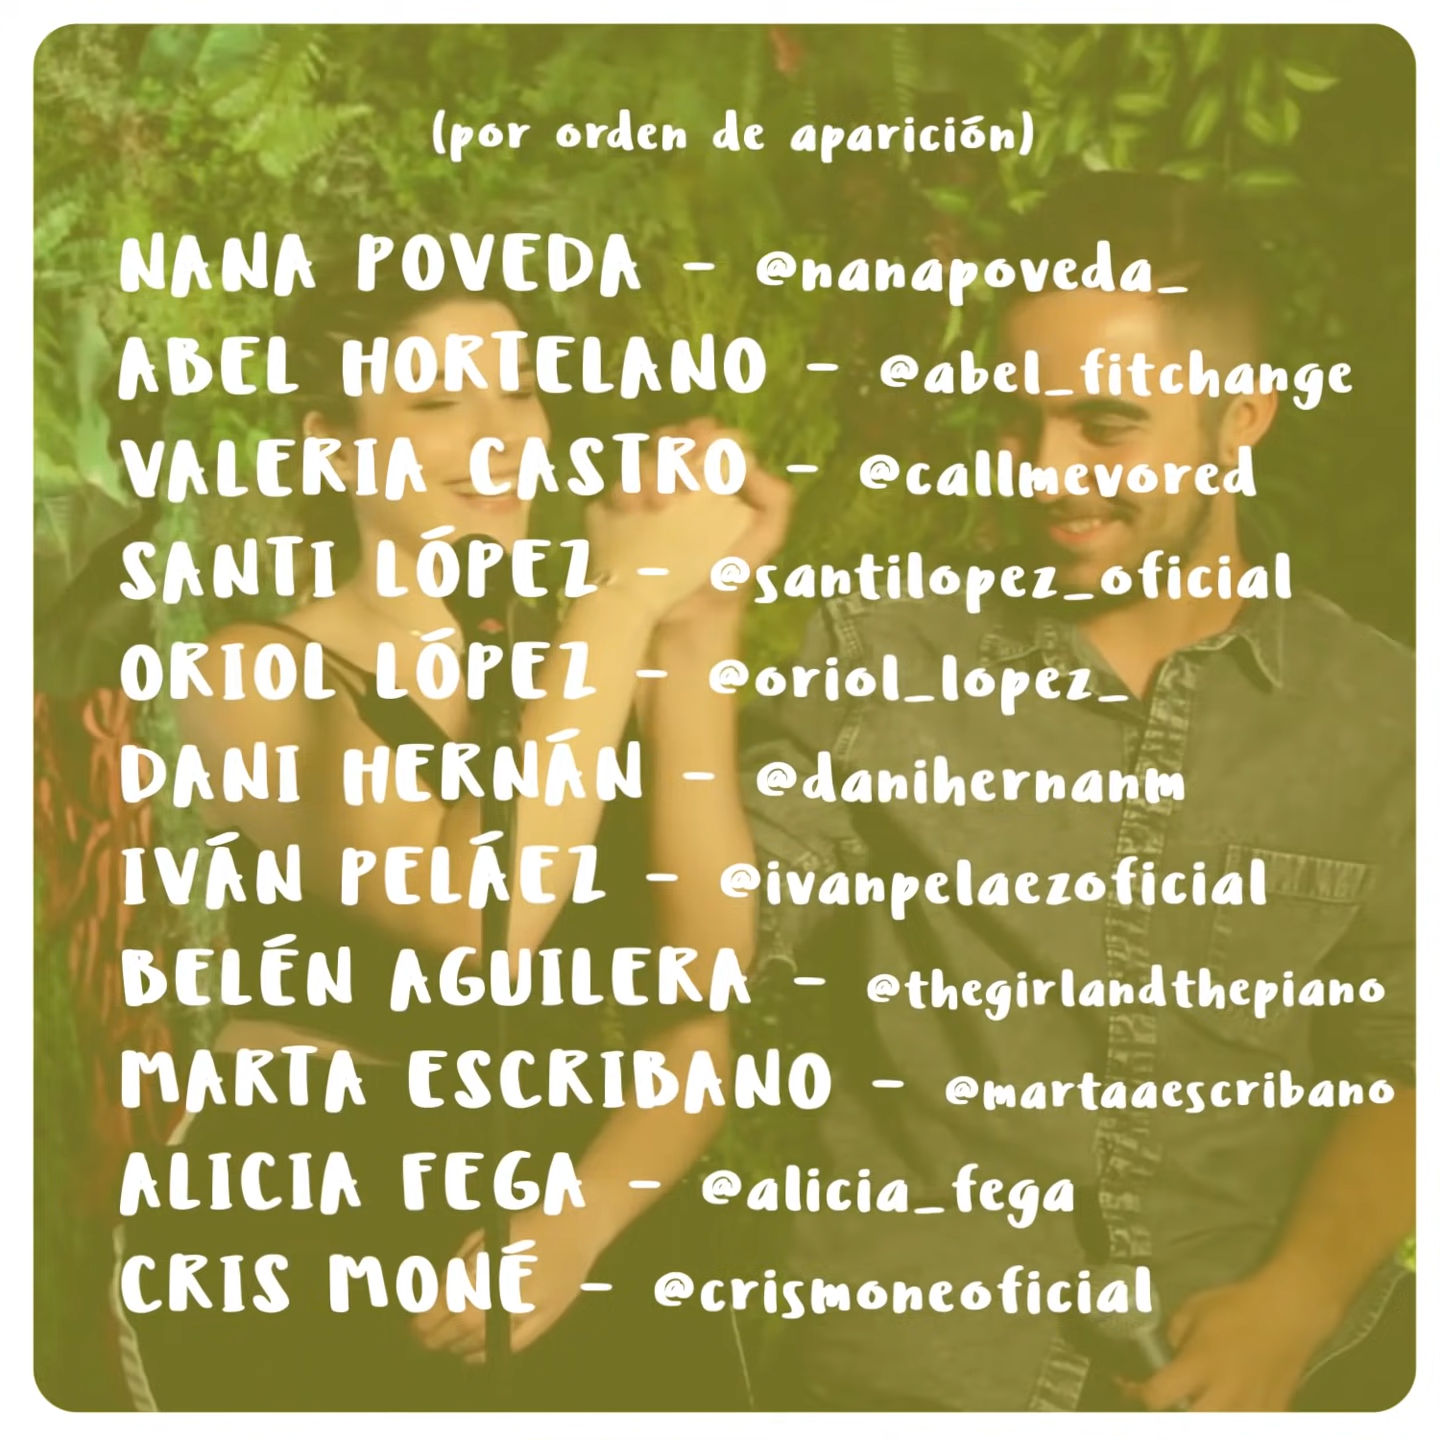 (por orden de aparición)
NANA POVEDA - @nanapoveda_
ABEL HORTELANO - @abel_fitchange
VALERIA CASTRO - @callmevored
SANTI LÓPEZ - @santilopez_oficial
ORIOL LÓPEZ - @oriol_lopez_
DANI HERNÁN - @danihernanm
IVÁN PELÁEZ - @ivanpelaezoficial
BELÉN AGUILERA - @thegirlandthepiano
MARTA ESCRIBANO - @martaaescribano
ALICIA FEGA - @alicia_fega
CRIS MONÉ - @crismoneoficial